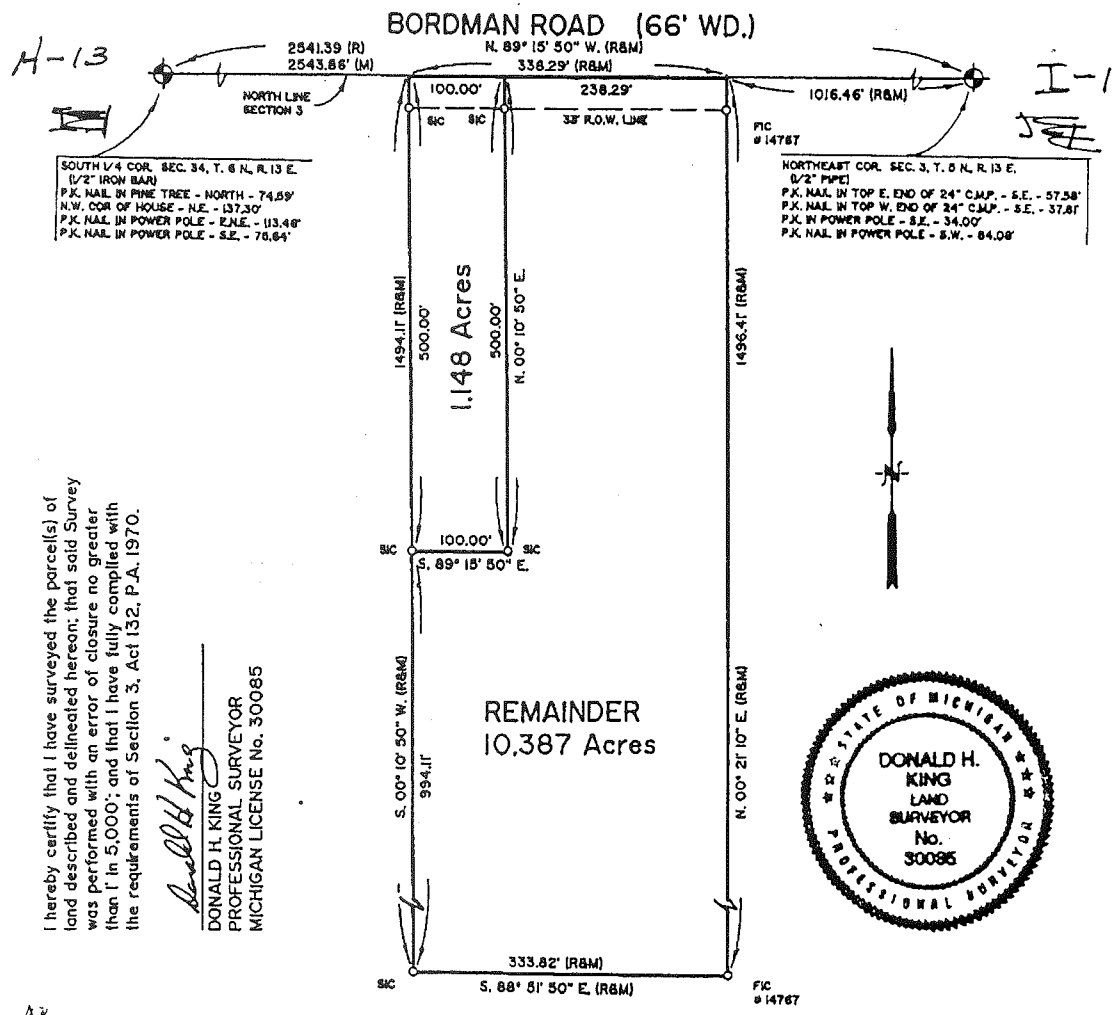 BORDMAN ROAD (66' WD.)
H-13
2541.39 (R)
2543.86' (M)
N. 89° 15' 50" W. (R&M)
338.29' (R&M)
NORTH LINE
SECTION 3
100.00'
238.29'
1016.46' (R&M)
I-1
SIC
SIC
33' R.O.W. LINE
FIC
# 14767
SOUTH 1/4 COR. SEC. 34, T. 6 N., R. 13 E.
(1/2" IRON BAR)
P.K. NAIL IN PINE TREE - NORTH - 74.59'
N.W. COR OF HOUSE - N.E. - 137.30'
P.K. NAIL IN POWER POLE - E.N.E. - 113.48'
P.K. NAIL IN POWER POLE - S.E. - 78.84'
NORTHEAST COR. SEC. 3, T. 5 N., R. 13 E.
(1/2" PIPE)
P.K. NAIL IN TOP E. END OF 24" C.M.P. - S.E. - 57.58'
P.K. NAIL IN TOP W. END OF 24" C.M.P. - S.E. - 37.81'
P.K. IN POWER POLE - S.E. - 34.00'
P.K. NAIL IN POWER POLE - S.W. - 84.08'
1494.11' (R&M)
500.00'
1.148 Acres
500.00'
N. 00° 10' 50" E.
1496.41' (R&M)
N
SIC
100.00'
SIC
S. 89° 15' 50" E.
S. 00° 10' 50" W. (R&M)
994.11'
REMAINDER
10.387 Acres
N. 00° 21' 10" E. (R&M)
I hereby certify that I have surveyed the parcel(s) of
land described and delineated hereon; that said Survey
was performed with an error of closure no greater
than 1' in 5,000'; and that I have fully complied with
the requirements of Section 3, Act 132, P.A. 1970.
Donald H King
DONALD H. KING
PROFESSIONAL SURVEYOR
MICHIGAN LICENSE No. 30085
STATE OF MICHIGAN
DONALD H.
KING
LAND
SURVEYOR
No.
30085
PROFESSIONAL SURVEYOR
SIC
333.82' (R&M)
S. 88° 51' 50" E. (R&M)
FIC
# 14767